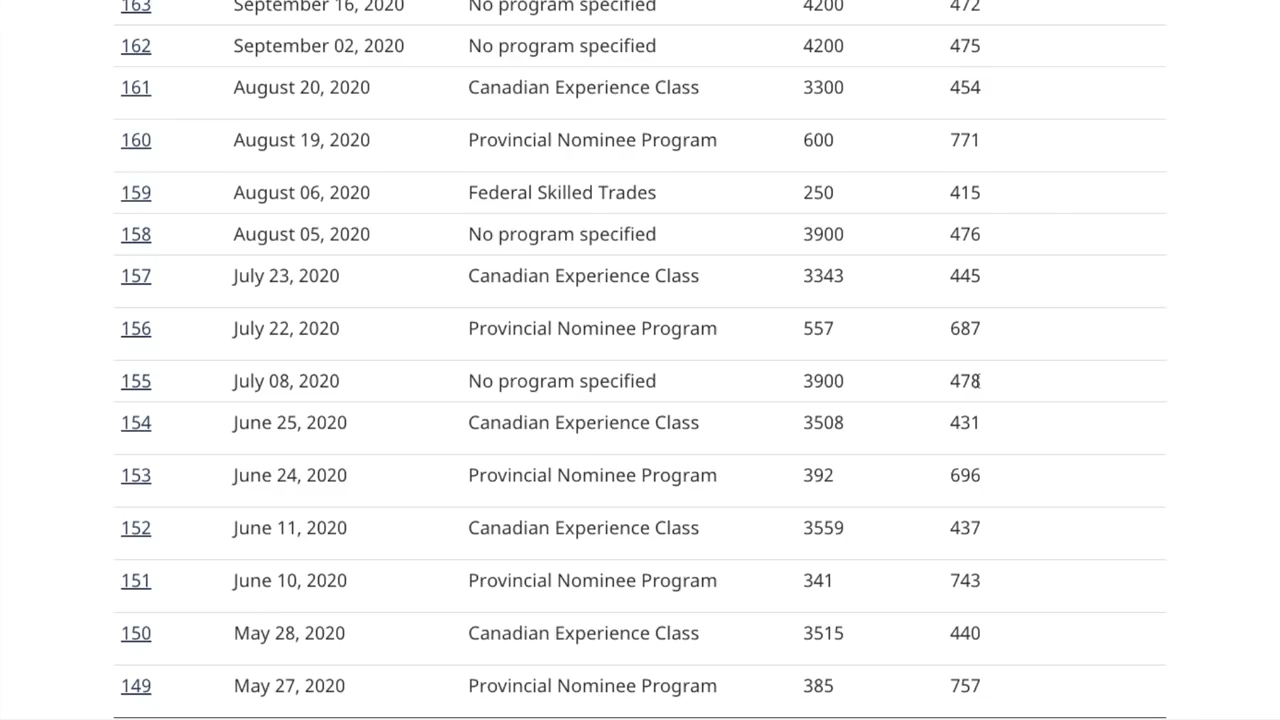 163 September 16, 2020 No program specified 4200 472
162 September 02, 2020 No program specified 4200 475
161 August 20, 2020 Canadian Experience Class 3300 454
160 August 19, 2020 Provincial Nominee Program 600 771
159 August 06, 2020 Federal Skilled Trades 250 415
158 August 05, 2020 No program specified 3900 476
157 July 23, 2020 Canadian Experience Class 3343 445
156 July 22, 2020 Provincial Nominee Program 557 687
155 July 08, 2020 No program specified 3900 478
154 June 25, 2020 Canadian Experience Class 3508 431
153 June 24, 2020 Provincial Nominee Program 392 696
152 June 11, 2020 Canadian Experience Class 3559 437
151 June 10, 2020 Provincial Nominee Program 341 743
150 May 28, 2020 Canadian Experience Class 3515 440
149 May 27, 2020 Provincial Nominee Program 385 757